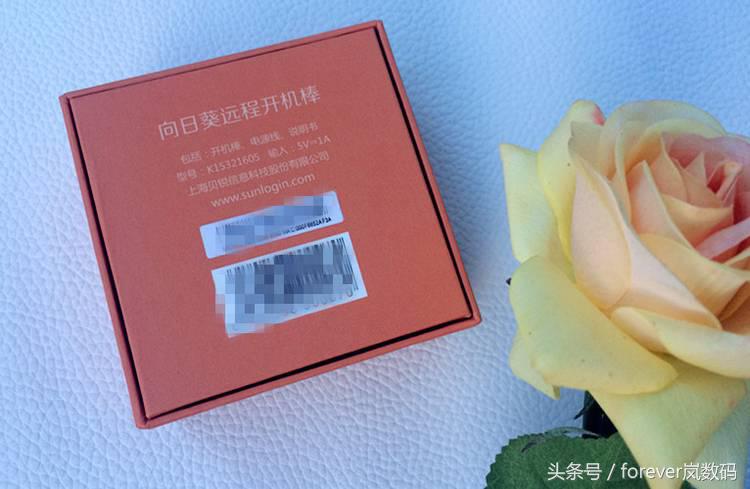 向日葵远程开机棒
包括：开机棒、电源线、说明书
型号：K1532160S 输入：5V⎓1A
上海贝锐信息科技股份有限公司
www.sunlogin.com
头条号 / forever岚数码